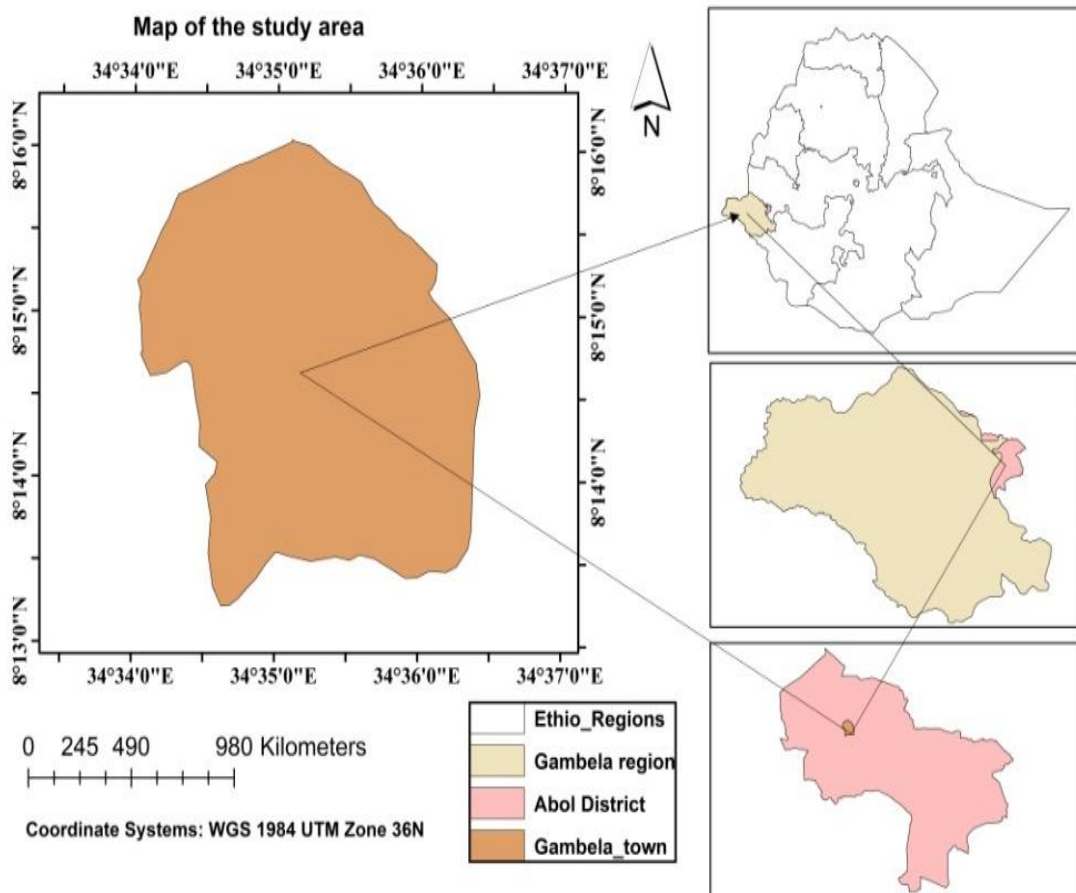 Map of the study area
34°34'0"E 34°35'0"E 34°36'0"E 34°37'0"E
8°16'0"N
8°15'0"N
8°14'0"N
8°13'0"N
8°16'0"N
8°15'0"N
8°14'0"N
34°34'0"E 34°35'0"E 34°36'0"E 34°37'0"E
N
0 245 490 980 Kilometers
Coordinate Systems: WGS 1984 UTM Zone 36N
Ethio_Regions
Gambela region
Abol District
Gambela_town